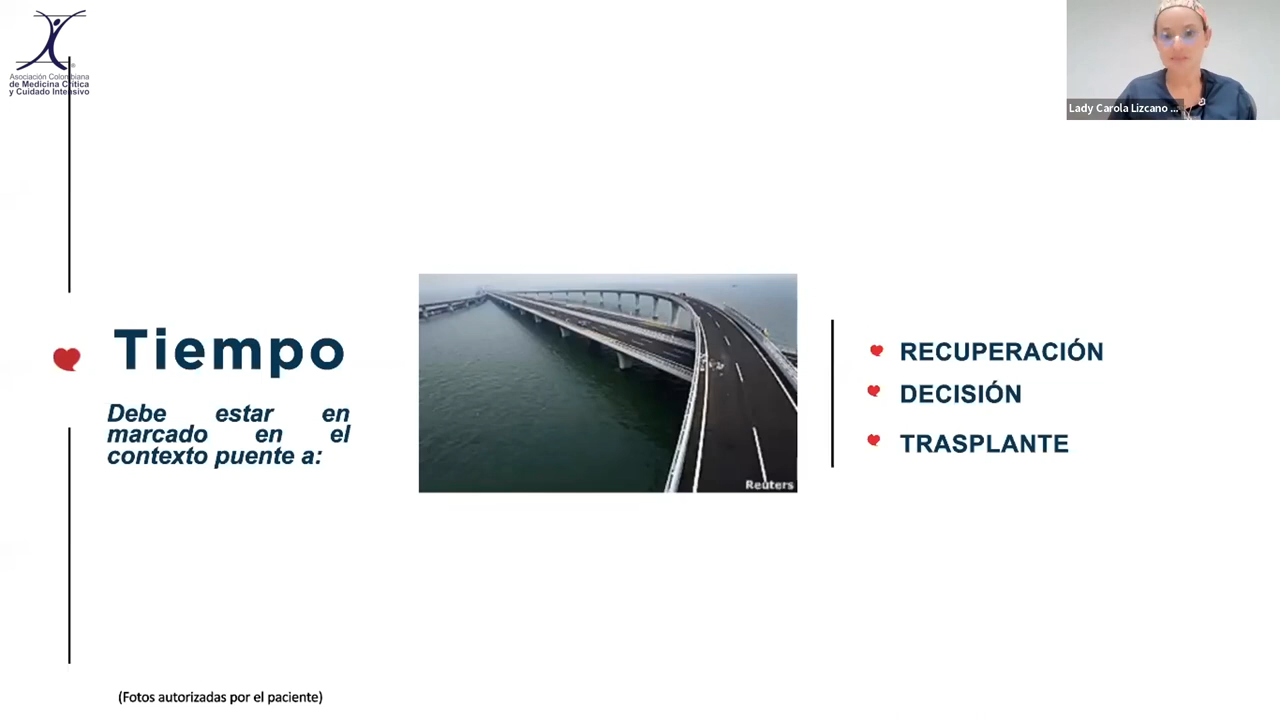 Asociación Colombiana
de Medicina Crítica
y Cuidado Intensivo
Lady Carola Lizcano ...
Tiempo
Debe estar en
marcado en el
contexto puente a:
Reuters
RECUPERACIÓN
DECISIÓN
TRASPLANTE
(Fotos autorizadas por el paciente)